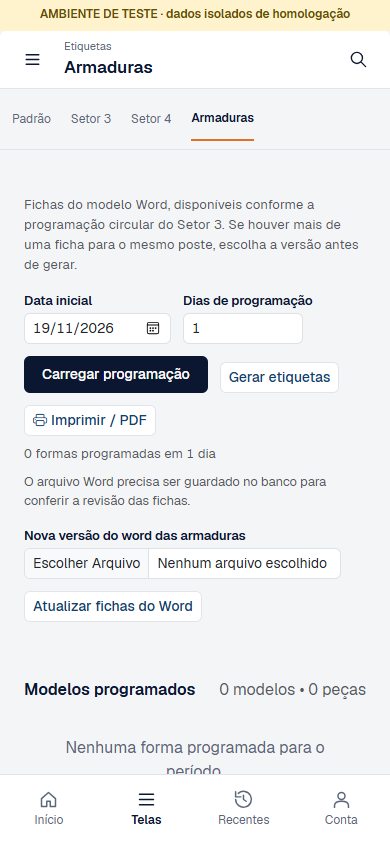 AMBIENTE DE TESTE · dados isolados de homologação
Etiquetas
Armaduras
Padrão Setor 3 Setor 4 Armaduras
Fichas do modelo Word, disponíveis conforme a
programação circular do Setor 3. Se houver mais de
uma ficha para o mesmo poste, escolha a versão antes
de gerar.
Data inicial Dias de programação
19/11/2026 1
Carregar programação Gerar etiquetas
Imprimir / PDF
0 formas programadas em 1 dia
O arquivo Word precisa ser guardado no banco para
conferir a revisão das fichas.
Nova versão do word das armaduras
Escolher Arquivo Nenhum arquivo escolhido
Atualizar fichas do Word
Modelos programados 0 modelos • 0 peças
Nenhuma forma programada para o
período
Início Telas Recentes Conta